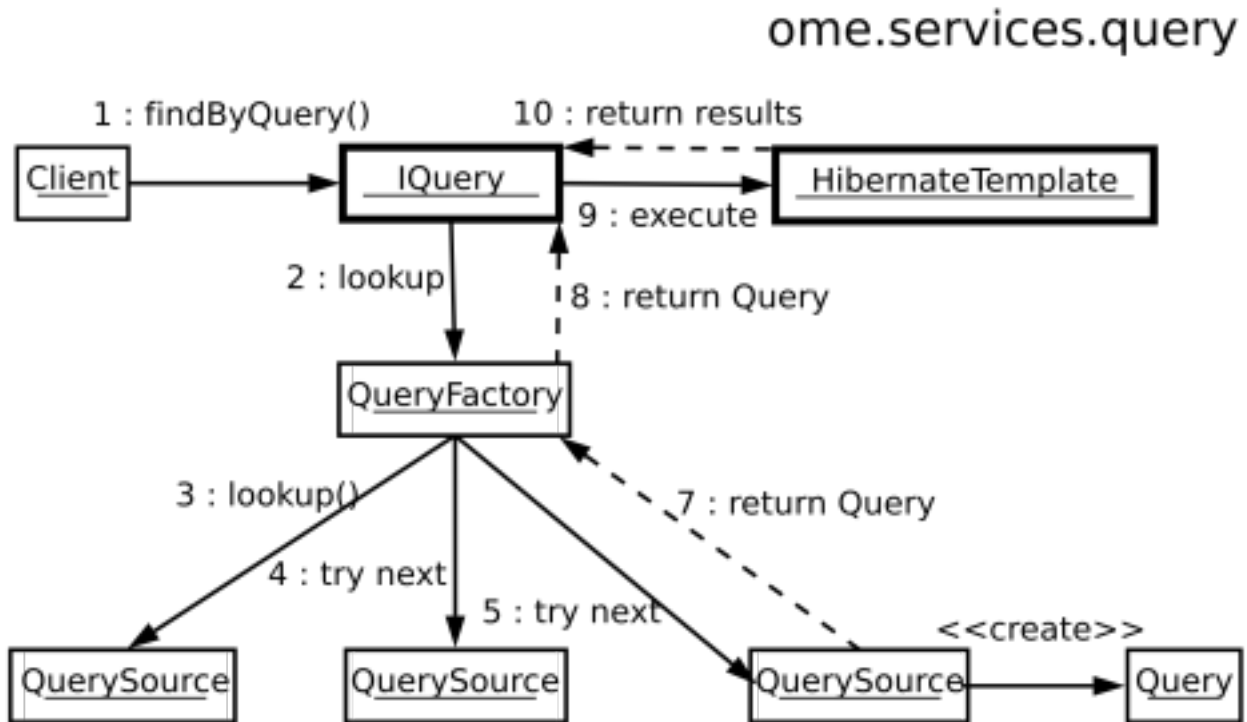 ome.services.query
1 : findByQuery()
10 : return results
Client
IQuery
HibernateTemplate
9 : execute
2 : lookup
8 : return Query
QueryFactory
3 : lookup()
7 : return Query
4 : try next
5 : try next
<<create>>
QuerySource
QuerySource
QuerySource
Query